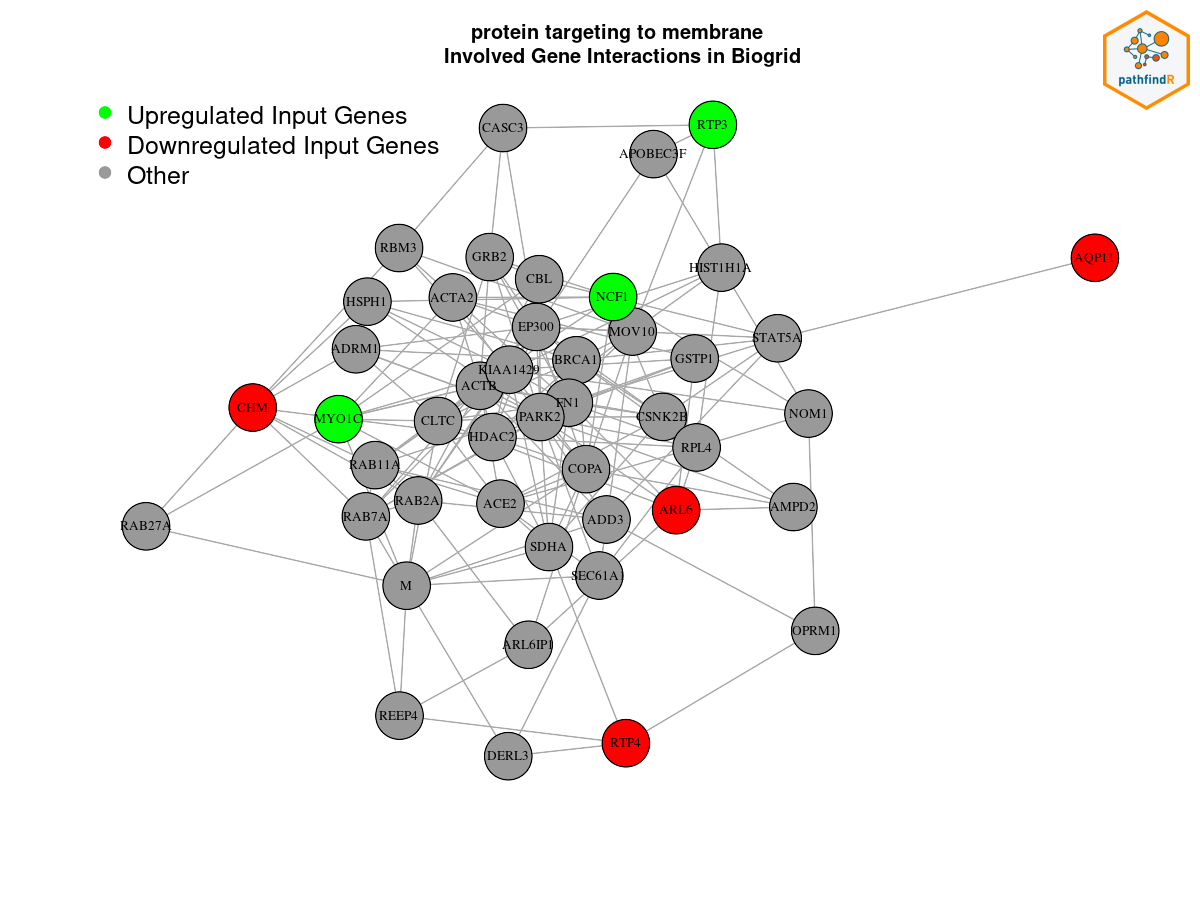 protein targeting to membrane
Involved Gene Interactions in Biogrid
pathfindR
Upregulated Input Genes
Downregulated Input Genes
Other
CASC3
RTP3
APOBEC3F
RBM3
GRB2
CBL
HIST1H1A
AQP11
HSPH1
ACTA2
NCF1
EP300
MOV10
STAT5A
ADRM1
KIAA1429
BRCA1
GSTP1
ACTB
CHM
MYO1C
CLTC
FN1
PARK2
CSNK2B
NOM1
HDAC2
RPL4
RAB11A
COPA
RAB27A
RAB7A
RAB2A
ACE2
ADD3
ARL6
AMPD2
SDHA
M
SEC61A1
ARL6IP1
OPRM1
REEP4
RTP4
DERL3